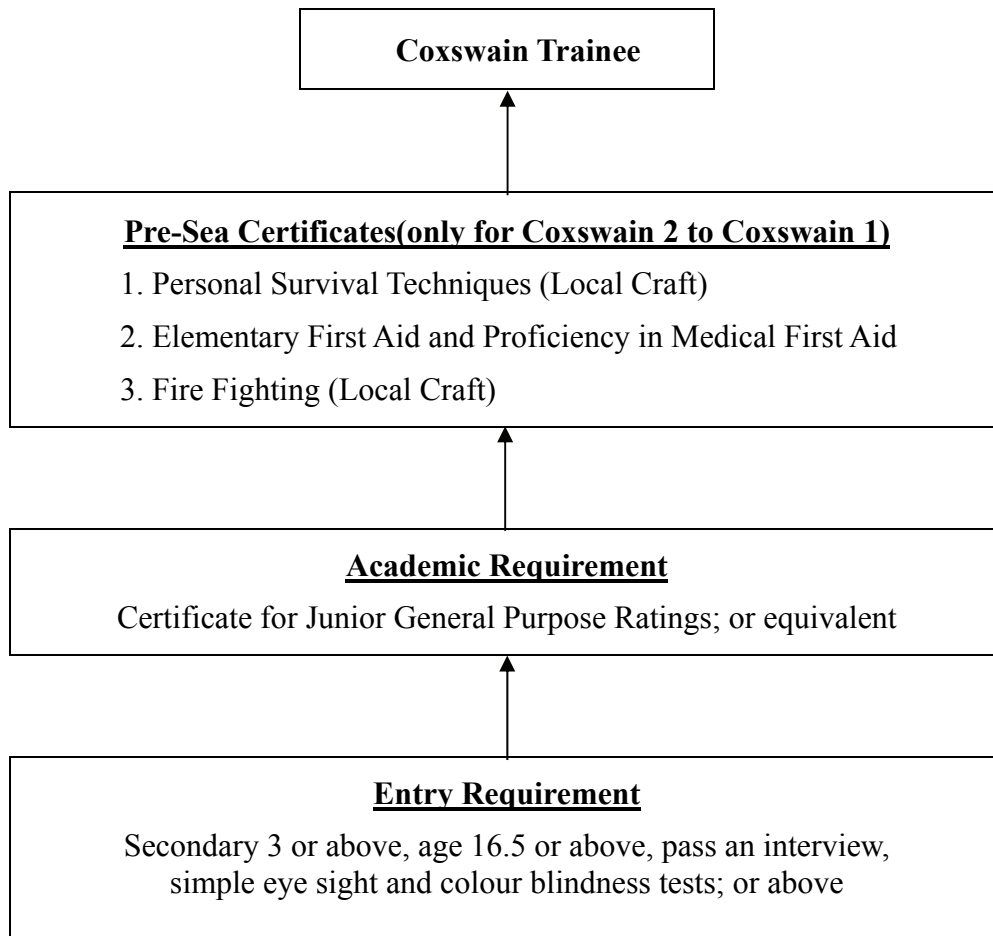 Coxswain Trainee
Pre-Sea Certificates(only for Coxswain 2 to Coxswain 1)
1. Personal Survival Techniques (Local Craft)
2. Elementary First Aid and Proficiency in Medical First Aid
3. Fire Fighting (Local Craft)
Academic Requirement
Certificate for Junior General Purpose Ratings; or equivalent
Entry Requirement
Secondary 3 or above, age 16.5 or above, pass an interview,
simple eye sight and colour blindness tests; or above